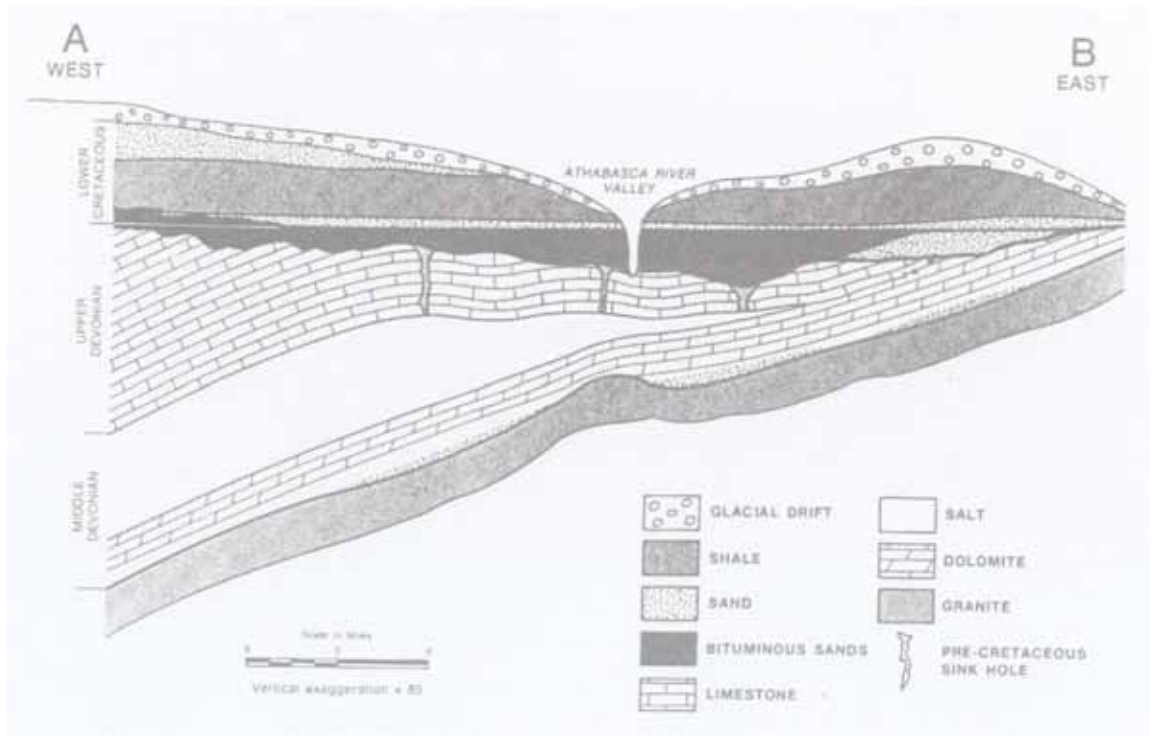 A
WEST
B
EAST
LOWER
CRETACEOUS
UPPER
DEVONIAN
MIDDLE
DEVONIAN
ATHABASCA RIVER
VALLEY
GLACIAL DRIFT
SHALE
SAND
BITUMINOUS SANDS
LIMESTONE
SALT
DOLOMITE
GRANITE
PRE-CRETACEOUS
SINK HOLE
Scale in Miles
Vertical exaggeration x 85